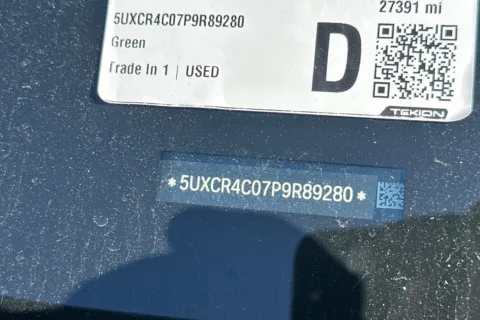 27391 mi
5UXCR4C07P9R89280
Green
Trade In 1 | USED
D
TEKION
*5UXCR4C07P9R89280*